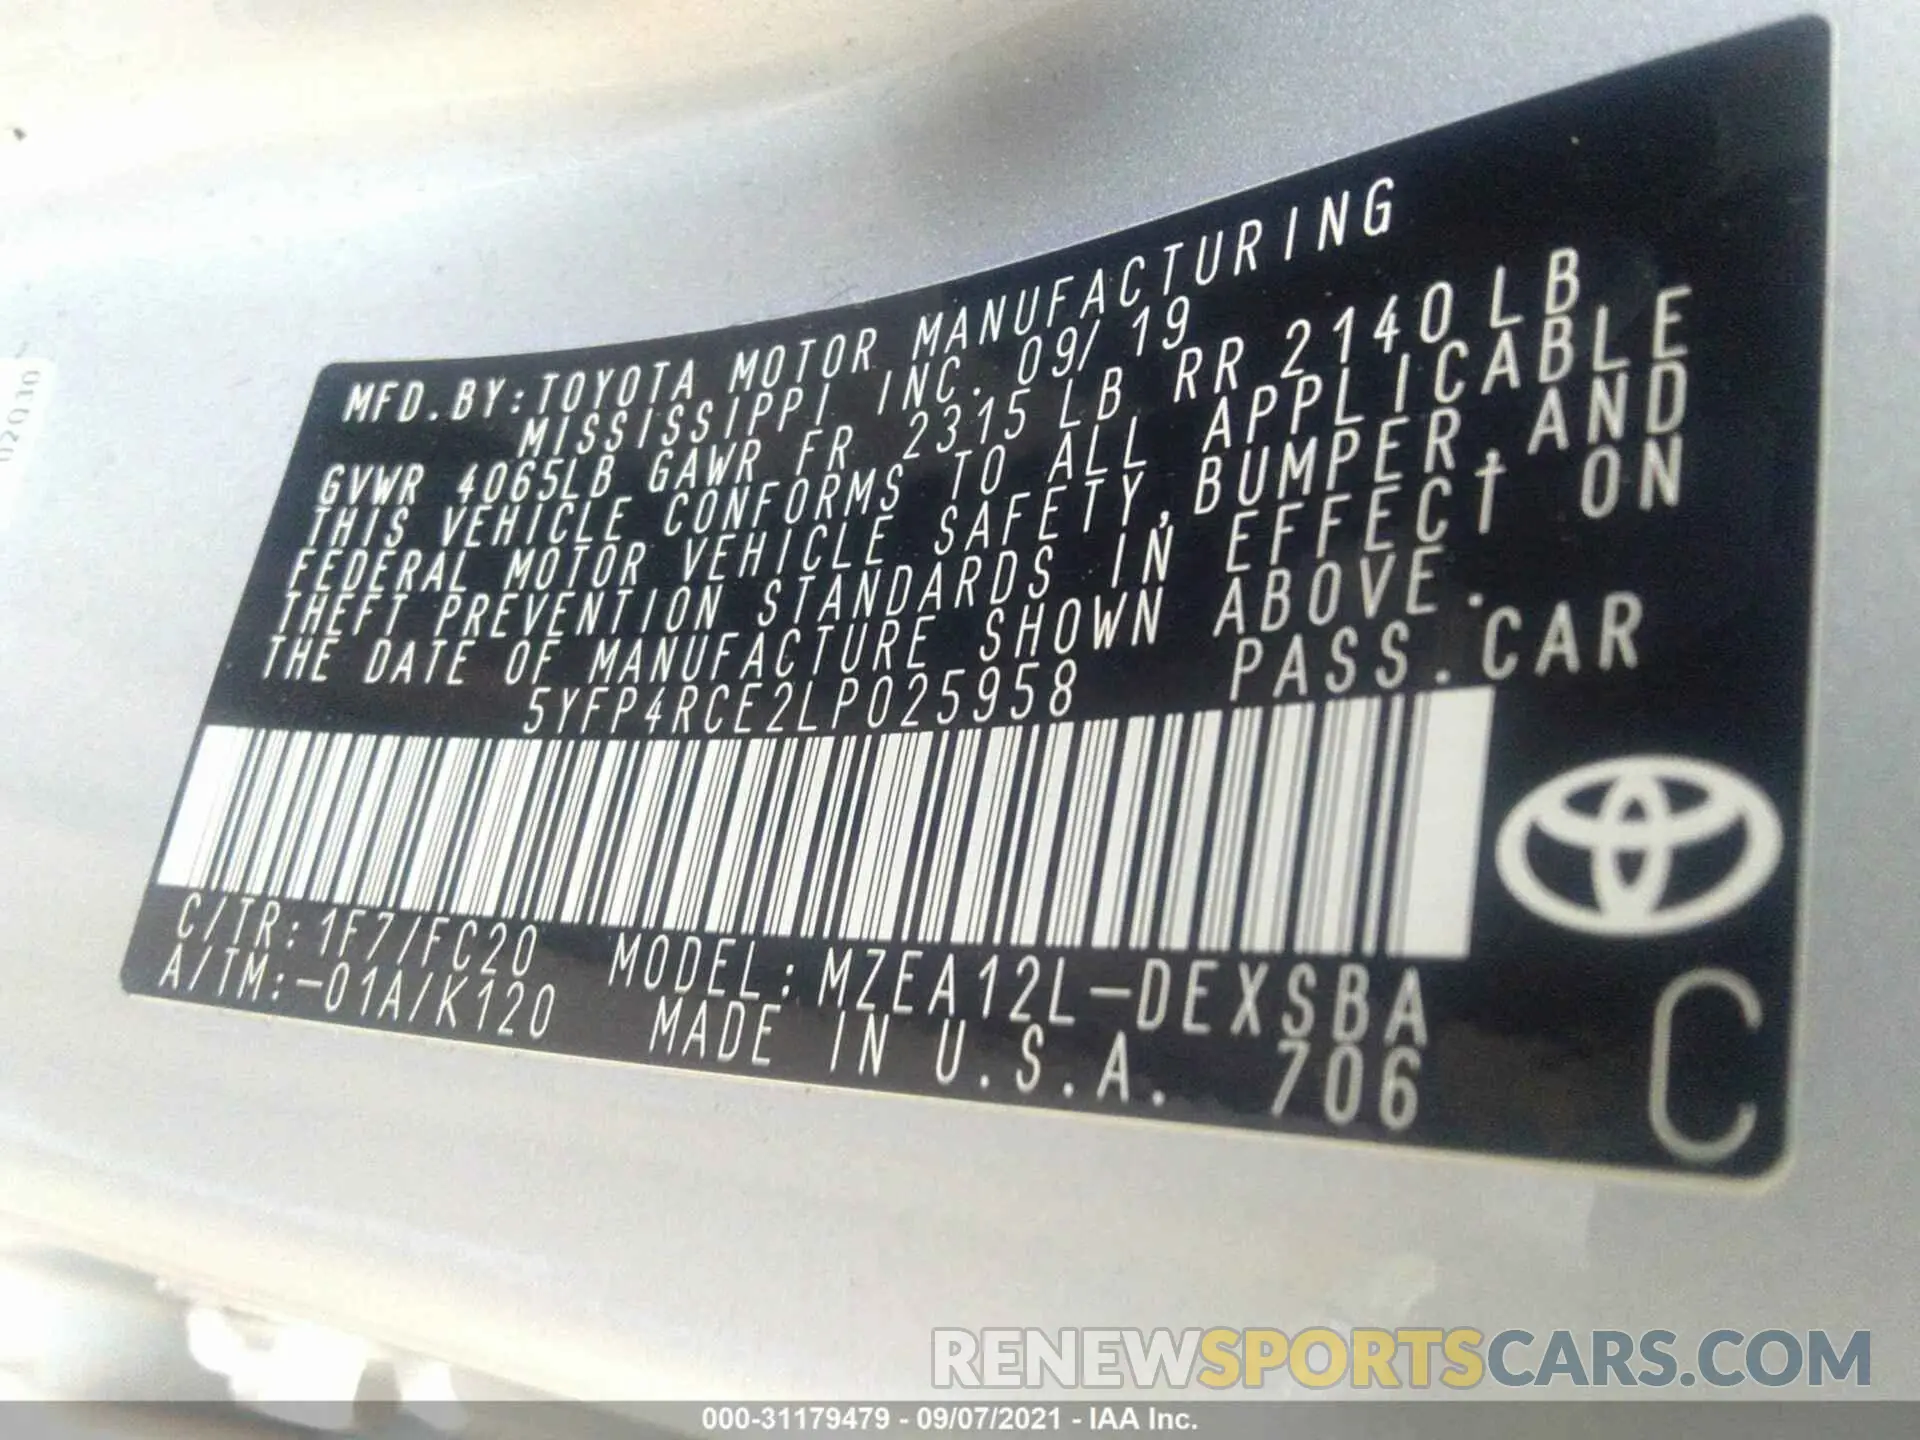 MFD.BY:TOYOTA MOTOR MANUFACTURING
MISSISSIPPI INC. 09/19
GVWR 4065LB GAWR FR 2315LB RR 2140LB
THIS VEHICLE CONFORMS TO ALL APPLICABLE
FEDERAL MOTOR VEHICLE SAFETY,BUMPER,AND
THEFT PREVENTION STANDARDS IN EFFECT ON
THE DATE OF MANUFACTURE SHOWN ABOVE.
5YFP4RCE2LP025958 PASS.CAR
C/TR:1F7/FC20 MODEL:MZEA12L-DEXSBA
A/TM:-01A/K120 MADE IN U.S.A. 706
C
RENEWSPORTSCARS.COM
000-31179479 - 09/07/2021 - IAA Inc.